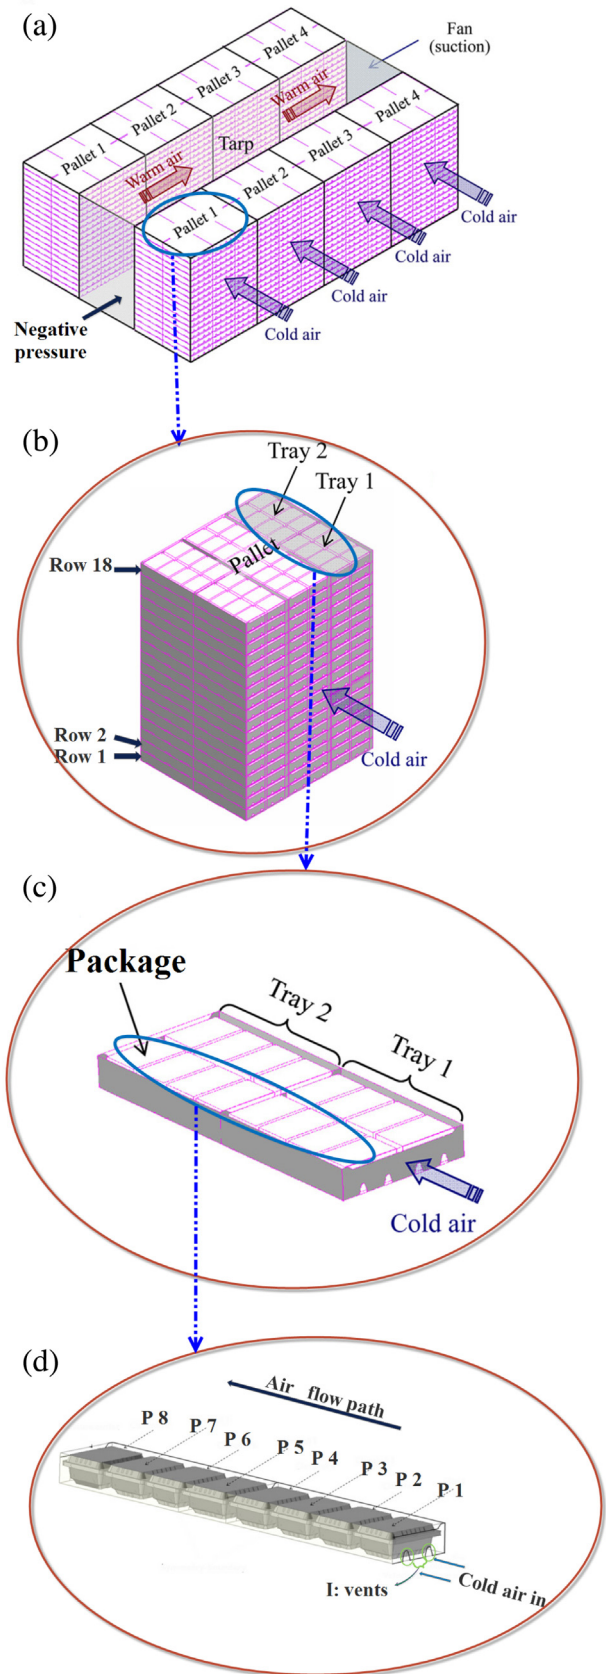 (a)
Fan
(suction)
Pallet 4
Pallet 3
Pallet 2
Pallet 1
Warm air
Warm air
Tarp
Pallet 4
Pallet 3
Pallet 2
Pallet 1
Cold air
Cold air
Cold air
Cold air
Negative
pressure
(b)
Tray 2
Tray 1
Pallet
Row 18
Row 2
Row 1
Cold air
(c)
Package
Tray 2
Tray 1
Cold air
(d)
Air flow path
P 8
P 7
P 6
P 5
P 4
P 3
P 2
P 1
I: vents
Cold air in